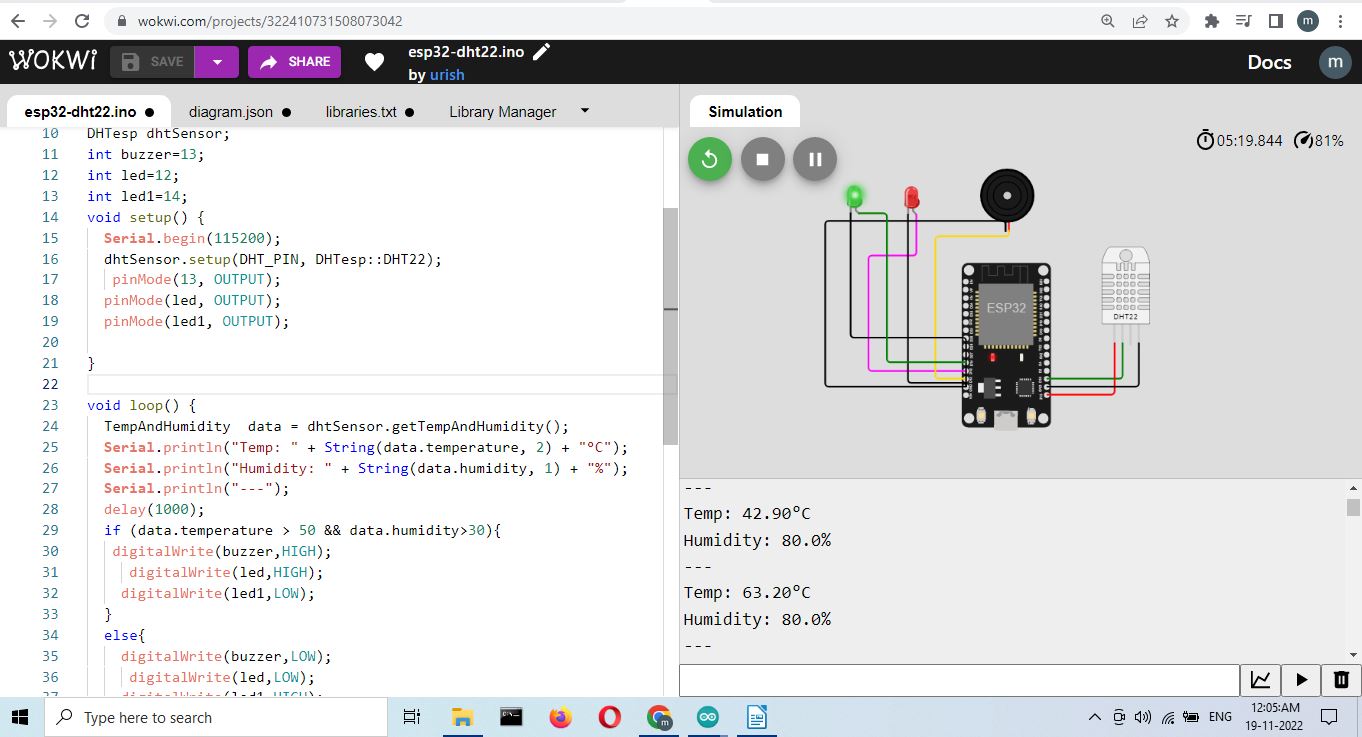 wokwi.com/projects/322410731508073042
m
WOKWI
SAVE
SHARE
esp32-dht22.ino
by urish
Docs
m
esp32-dht22.ino
diagram.json
libraries.txt
Library Manager
Simulation
05:19.844
81%
10 DHTesp dhtSensor;
11 int buzzer=13;
12 int led=12;
13 int led1=14;
14 void setup() {
15 Serial.begin(115200);
16 dhtSensor.setup(DHT_PIN, DHTesp::DHT22);
17 pinMode(13, OUTPUT);
18 pinMode(led, OUTPUT);
19 pinMode(led1, OUTPUT);
20
21 }
22
23 void loop() {
24 TempAndHumidity  data = dhtSensor.getTempAndHumidity();
25 Serial.println("Temp: " + String(data.temperature, 2) + "°C");
26 Serial.println("Humidity: " + String(data.humidity, 1) + "%");
27 Serial.println("---");
28 delay(1000);
29 if (data.temperature > 50 && data.humidity>30){
30 digitalWrite(buzzer,HIGH);
31 digitalWrite(led,HIGH);
32 digitalWrite(led1,LOW);
33 }
34 else{
35 digitalWrite(buzzer,LOW);
36 digitalWrite(led,LOW);
37 digitalWrite(led1,HIGH);
ESP32
DHT22
---
Temp: 42.90°C
Humidity: 80.0%
---
Temp: 63.20°C
Humidity: 80.0%
---
Type here to search
m
ENG
12:05 AM
19-11-2022